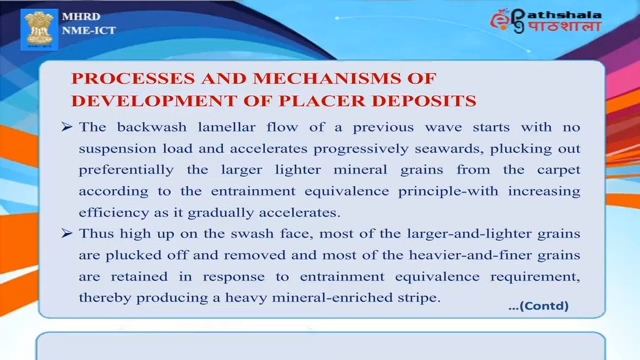 MHRD
NME-ICT
Pathshala
पाठशाला
PROCESSES AND MECHANISMS OF
DEVELOPMENT OF PLACER DEPOSITS
➢ The backwash lamellar flow of a previous wave starts with no
suspension load and accelerates progressively seawards, plucking out
preferentially the larger lighter mineral grains from the carpet
according to the entrainment equivalence principle-with increasing
efficiency as it gradually accelerates.
➢ Thus high up on the swash face, most of the larger-and-lighter grains
are plucked off and removed and most of the heavier-and-finer grains
are retained in response to entrainment equivalence requirement,
thereby producing a heavy mineral-enriched stripe.
...(Contd)